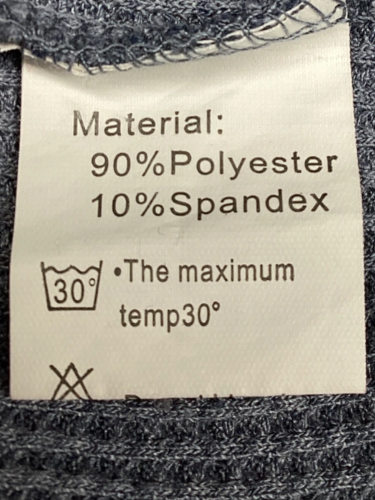 Material:
90%Polyester
10%Spandex
30°
•The maximum
temp30°